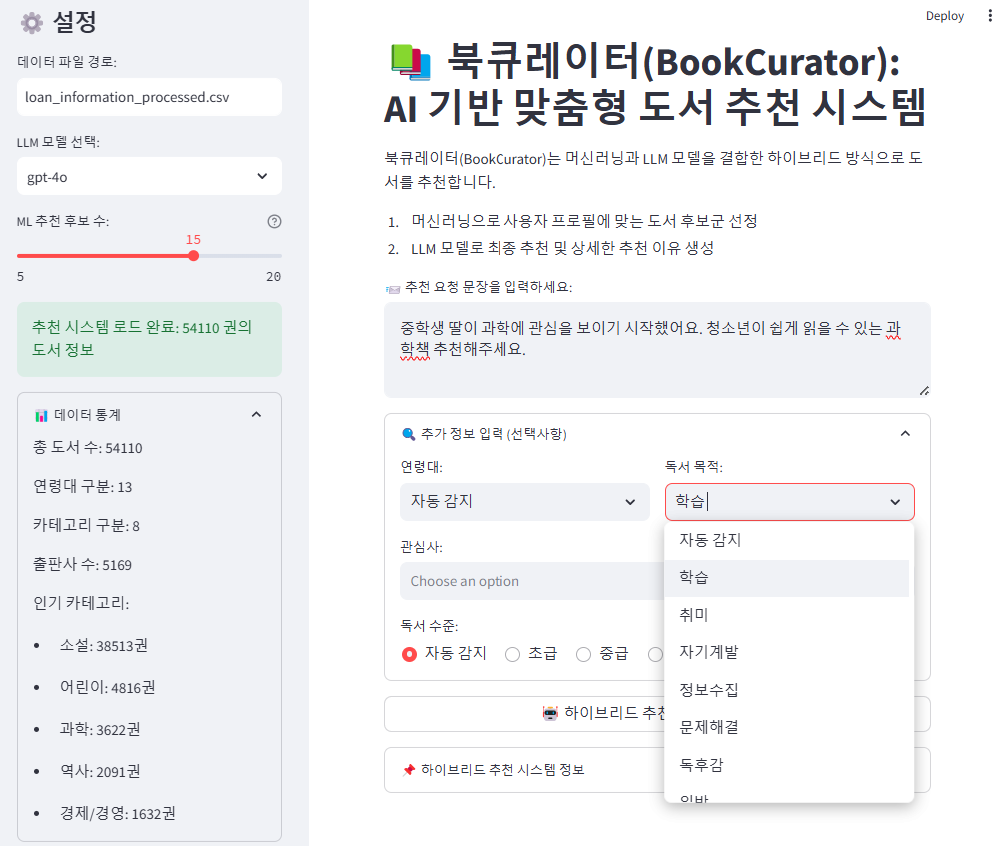 설정
데이터 파일 경로:
loan_information_processed.csv
LLM 모델 선택:
gpt-4o
ML 추천 후보 수:
15
5 20
추천 시스템 로드 완료: 54110 권의
도서 정보
데이터 통계
총 도서 수: 54110
연령대 구분: 13
카테고리 구분: 8
출판사 수: 5169
인기 카테고리:
• 소설: 38513권
• 어린이: 4816권
• 과학: 3622권
• 역사: 2091권
• 경제/경영: 1632권
Deploy
북큐레이터(BookCurator):
AI 기반 맞춤형 도서 추천 시스템
북큐레이터(BookCurator)는 머신러닝과 LLM 모델을 결합한 하이브리드 방식으로 도
서를 추천합니다.
1. 머신러닝으로 사용자 프로필에 맞는 도서 후보군 선정
2. LLM 모델로 최종 추천 및 상세한 추천 이유 생성
추천 요청 문장을 입력하세요:
중학생 딸이 과학에 관심을 보이기 시작했어요. 청소년이 쉽게 읽을 수 있는 과
학책 추천해주세요.
추가 정보 입력 (선택사항)
연령대:
자동 감지
독서 목적:
학습
자동 감지
학습
취미
자기계발
정보수집
문제해결
독후감
관심사:
Choose an option
독서 수준:
자동 감지 초급 중급
하이브리드 추천
하이브리드 추천 시스템 정보